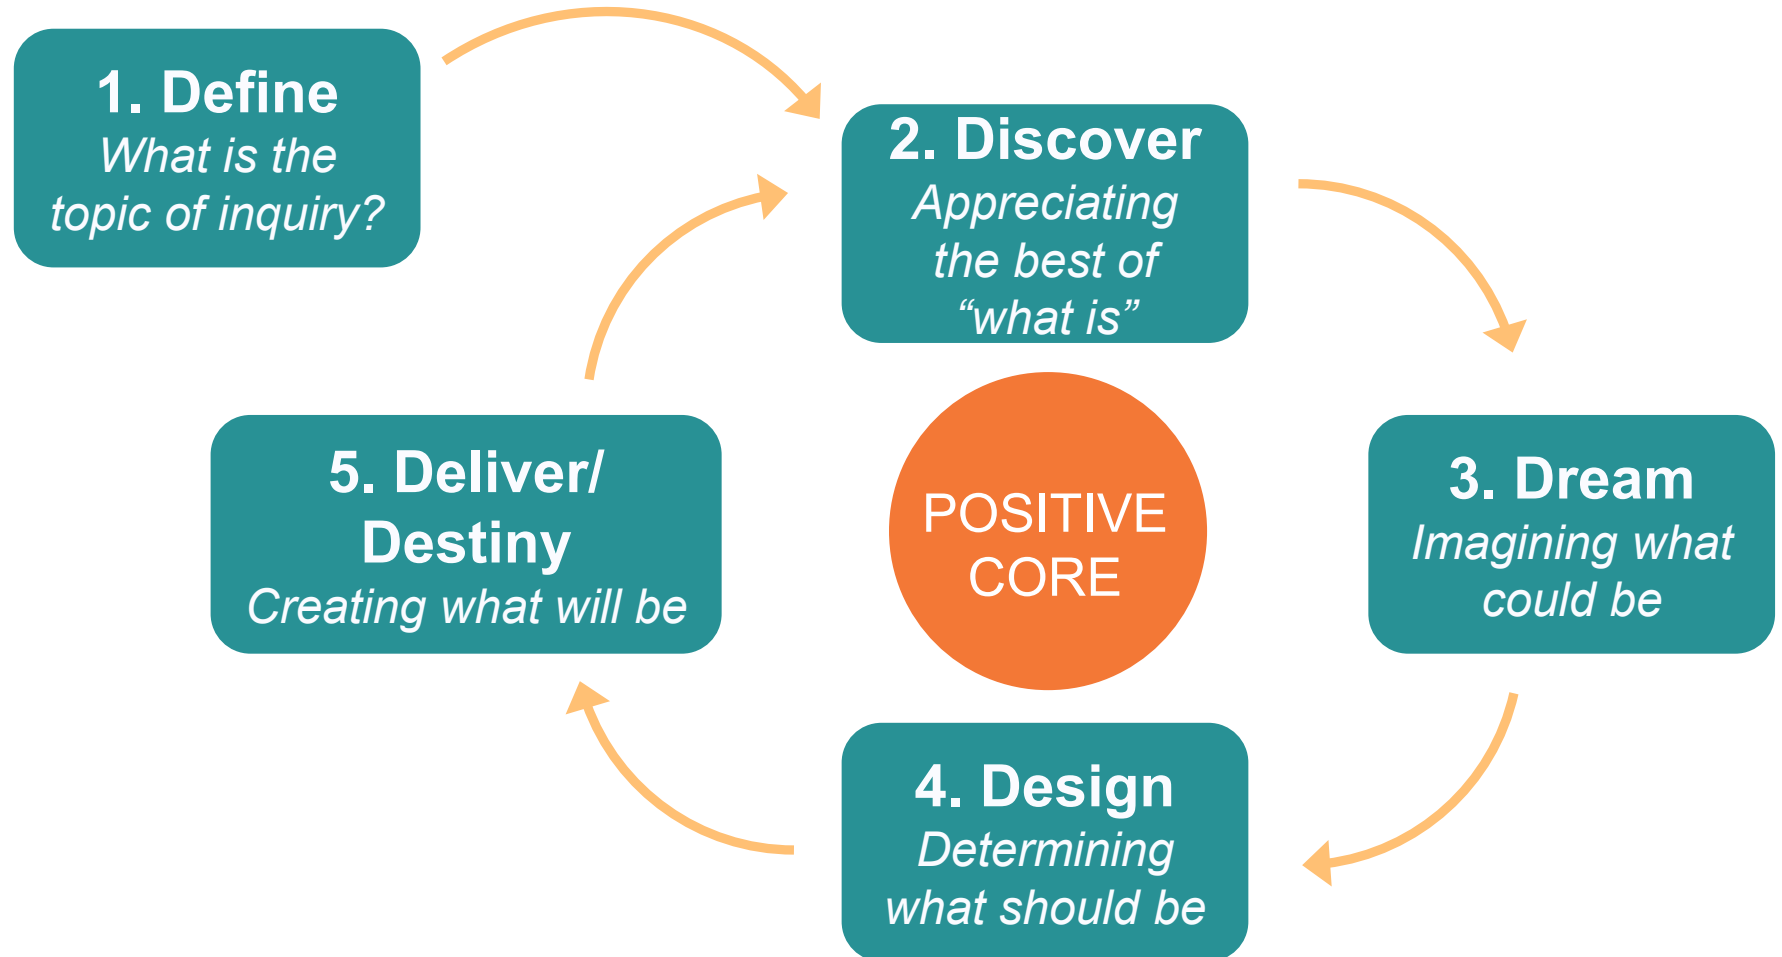 1. Define
What is the
topic of inquiry?
2. Discover
Appreciating
the best of
“what is”
3. Dream
Imagining what
could be
4. Design
Determining
what should be
5. Deliver/
Destiny
Creating what will be
POSITIVE
CORE